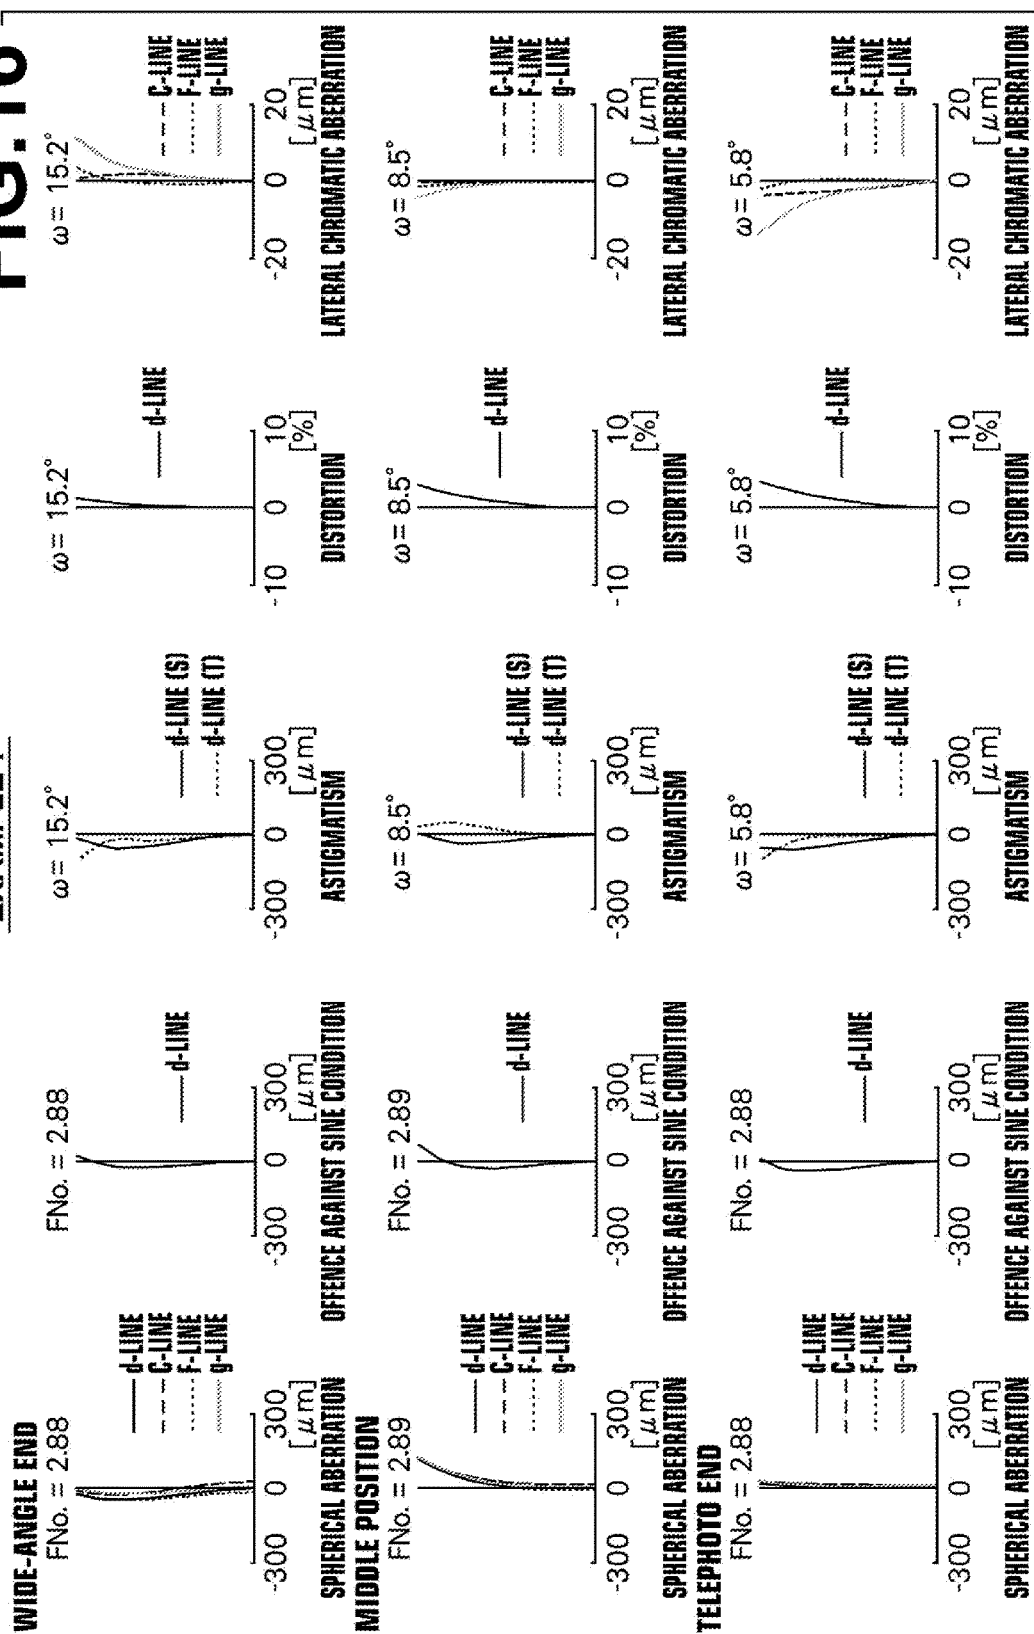 WIDE-ANGLE END
FNo. = 2.88
d-LINE
C-LINE
F-LINE
g-LINE
-300 0 300
[μm]
SPHERICAL ABERRATION
FNo. = 2.88
d-LINE
-300 0 300
[μm]
OFFENCE AGAINST SINE CONDITION
ω= 15.2°
d-LINE (S)
d-LINE (T)
-300 0 300
[μm]
ASTIGMATISM
ω= 15.2°
d-LINE
-10 0 10
[%]
DISTORTION
ω= 15.2°
C-LINE
F-LINE
g-LINE
-20 0 20
[μm]
LATERAL CHROMATIC ABERRATION
MIDDLE POSITION
FNo. = 2.89
d-LINE
C-LINE
F-LINE
g-LINE
-300 0 300
[μm]
SPHERICAL ABERRATION
FNo. = 2.89
d-LINE
-300 0 300
[μm]
OFFENCE AGAINST SINE CONDITION
ω= 8.5°
d-LINE (S)
d-LINE (T)
-300 0 300
[μm]
ASTIGMATISM
ω= 8.5°
d-LINE
-10 0 10
[%]
DISTORTION
ω= 8.5°
C-LINE
F-LINE
g-LINE
-20 0 20
[μm]
LATERAL CHROMATIC ABERRATION
TELEPHOTO END
FNo. = 2.88
d-LINE
C-LINE
F-LINE
g-LINE
-300 0 300
[μm]
SPHERICAL ABERRATION
FNo. = 2.88
d-LINE
-300 0 300
[μm]
OFFENCE AGAINST SINE CONDITION
ω= 5.8°
d-LINE (S)
d-LINE (T)
-300 0 300
[μm]
ASTIGMATISM
ω= 5.8°
d-LINE
-10 0 10
[%]
DISTORTION
ω= 5.8°
C-LINE
F-LINE
g-LINE
-20 0 20
[μm]
LATERAL CHROMATIC ABERRATION